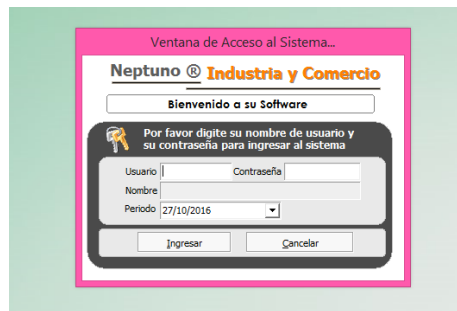 Ventana de Acceso al Sistema...
Neptuno ® Industria y Comercio
Bienvenido a su Software
Por favor digite su nombre de usuario y
su contraseña para ingresar al sistema
Usuario Contraseña
Nombre
Periodo 27/10/2016
Ingresar Cancelar